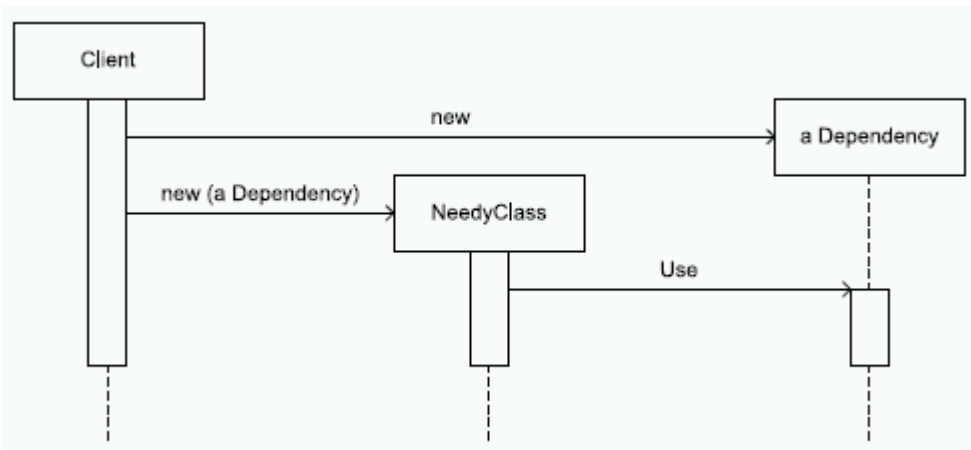 Client
new
a Dependency
new (a Dependency)
NeedyClass
Use